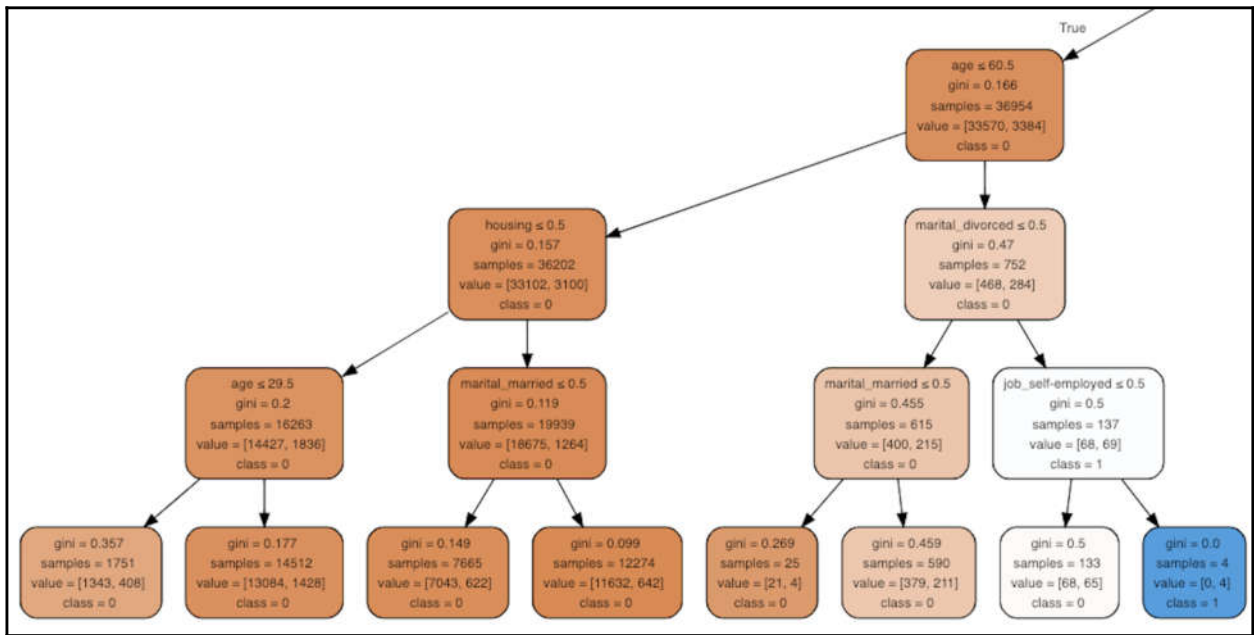 True
age ≤ 60.5
gini = 0.166
samples = 36954
value = [33570, 3384]
class = 0
housing ≤ 0.5
gini = 0.157
samples = 36202
value = [33102, 3100]
class = 0
marital_divorced ≤ 0.5
gini = 0.47
samples = 752
value = [468, 284]
class = 0
age ≤ 29.5
gini = 0.2
samples = 16263
value = [14427, 1836]
class = 0
marital_married ≤ 0.5
gini = 0.119
samples = 19939
value = [18675, 1264]
class = 0
marital_married ≤ 0.5
gini = 0.455
samples = 615
value = [400, 215]
class = 0
job_self-employed ≤ 0.5
gini = 0.5
samples = 137
value = [68, 69]
class = 1
gini = 0.357
samples = 1751
value = [1343, 408]
class = 0
gini = 0.177
samples = 14512
value = [13084, 1428]
class = 0
gini = 0.149
samples = 7665
value = [7043, 622]
class = 0
gini = 0.099
samples = 12274
value = [11632, 642]
class = 0
gini = 0.269
samples = 25
value = [21, 4]
class = 0
gini = 0.459
samples = 590
value = [379, 211]
class = 0
gini = 0.5
samples = 133
value = [68, 65]
class = 0
gini = 0.0
samples = 4
value = [0, 4]
class = 1